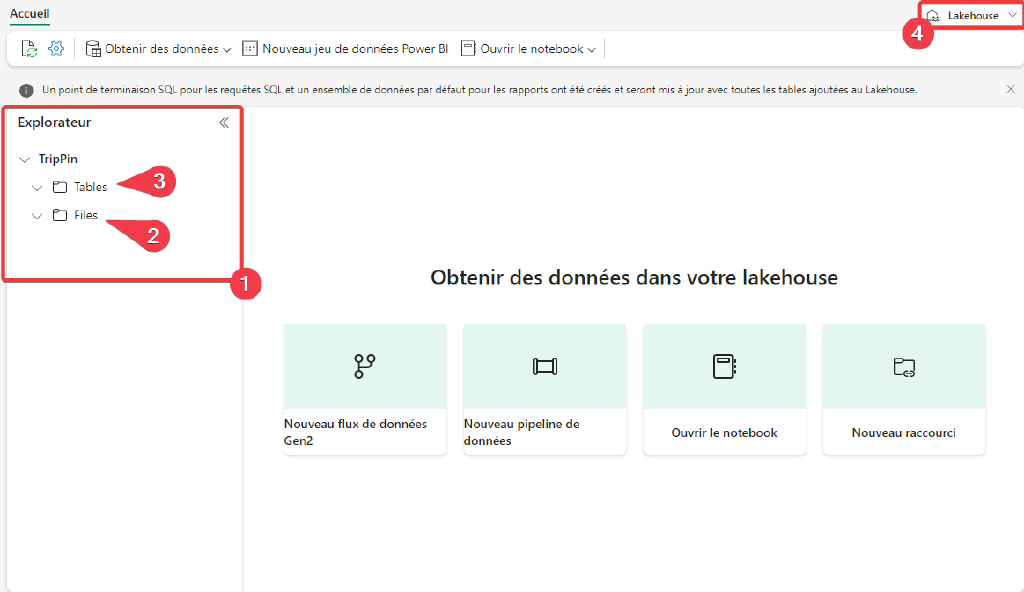 Accueil
Lakehouse
4
Obtenir des données
Nouveau jeu de données Power BI
Ouvrir le notebook
Un point de terminaison SQL pour les requêtes SQL et un ensemble de données par défaut pour les rapports ont été créés et seront mis à jour avec toutes les tables ajoutées au Lakehouse.
Explorateur
TripPin
Tables
3
Files
2
1
Obtenir des données dans votre lakehouse
Nouveau flux de données
Gen2
Nouveau pipeline de
données
Ouvrir le notebook
Nouveau raccourci